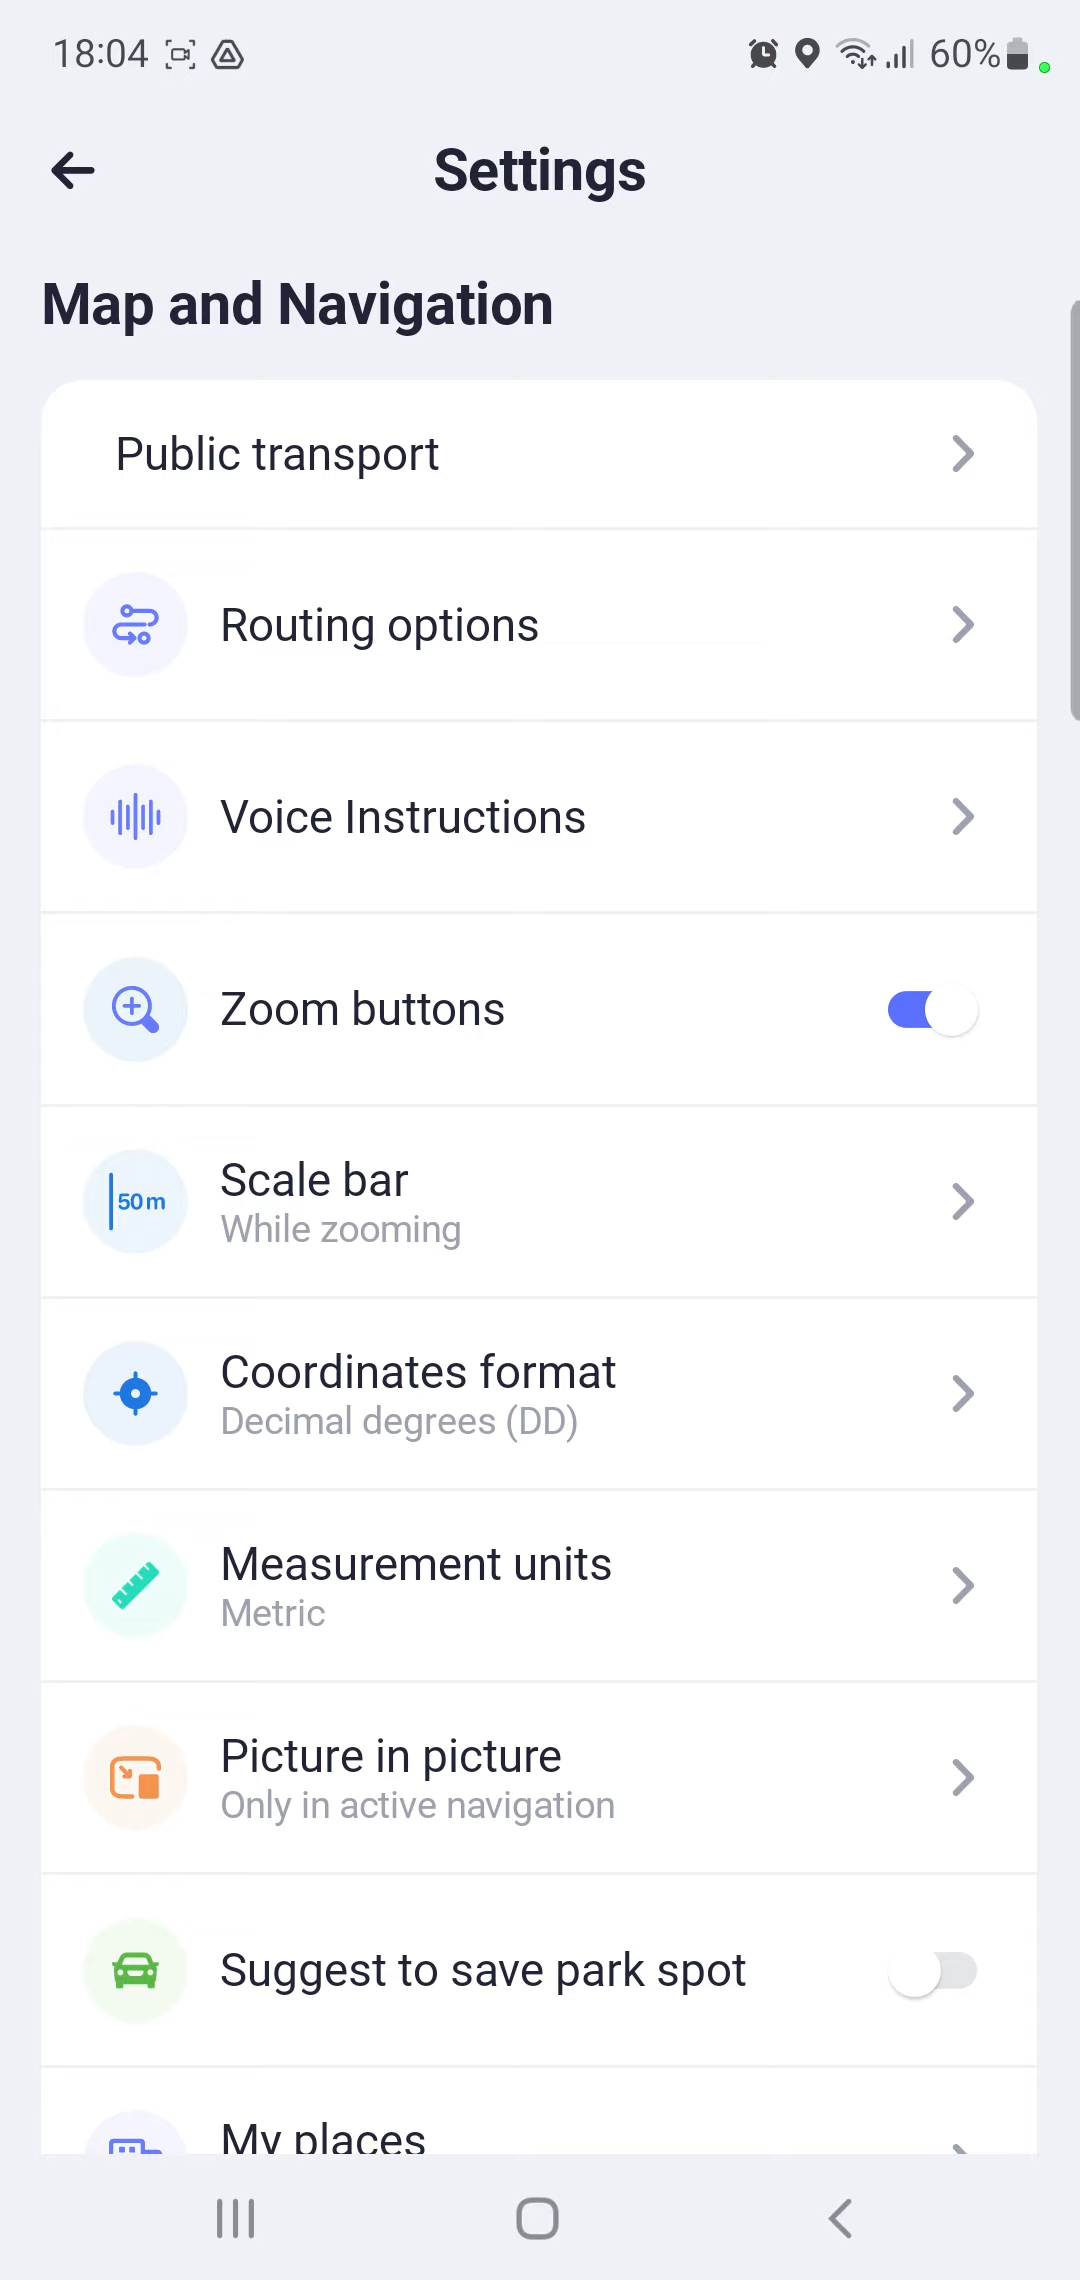 18:04
60%
Settings
Map and Navigation
Public transport
Routing options
Voice Instructions
Zoom buttons
50m
Scale bar
While zooming
Coordinates format
Decimal degrees (DD)
Measurement units
Metric
Picture in picture
Only in active navigation
Suggest to save park spot
My places